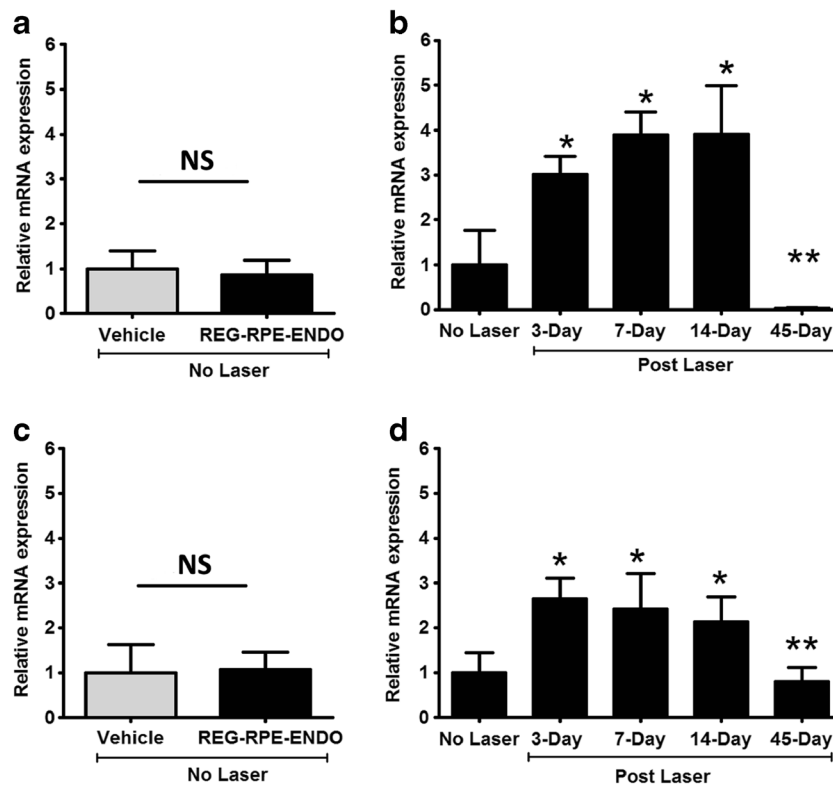 a
6
5
4
3
2
1
0
Relative mRNA expression
NS
Vehicle REG-RPE-ENDO
No Laser
b
6
5
4
3
2
1
0
Relative mRNA expression
*
*
*
**
No Laser 3-Day 7-Day 14-Day 45-Day
Post Laser
c
6
5
4
3
2
1
0
Relative mRNA expression
NS
Vehicle REG-RPE-ENDO
No Laser
d
6
5
4
3
2
1
0
Relative mRNA expression
*
*
*
**
No Laser 3-Day 7-Day 14-Day 45-Day
Post Laser